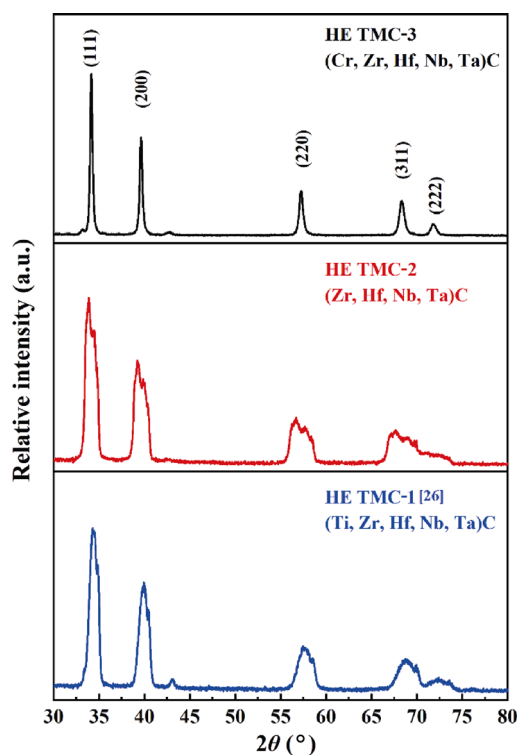 HE TMC-3
(Cr, Zr, Hf, Nb, Ta)C
(111)
(200)
(220)
(311)
(222)
HE TMC-2
(Zr, Hf, Nb, Ta)C
HE TMC-1 [26]
(Ti, Zr, Hf, Nb, Ta)C
Relative intensity (a.u.)
30 35 40 45 50 55 60 65 70 75 80
2θ (°)